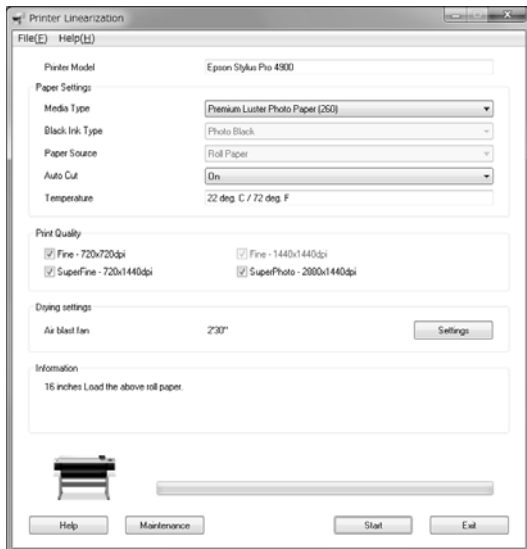 Printer Linearization
File(F) Help(H)
Printer Model Epson Stylus Pro 4900
Paper Settings
Media Type Premium Luster Photo Paper (260)
Black Ink Type Photo Black
Paper Source Roll Paper
Auto Cut On
Temperature 22 deg. C / 72 deg. F
Print Quality
Fine - 720x720dpi Fine - 1440x1440dpi
SuperFine - 720x1440dpi SuperPhoto - 2880x1440dpi
Drying settings
Air blast fan 2'30" Settings
Information
16 inches Load the above roll paper.
Help Maintenance Start Exit